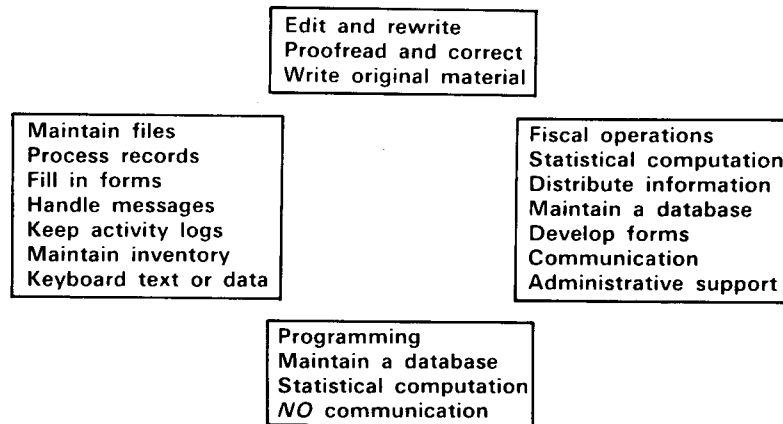 Edit and rewrite
Proofread and correct
Write original material
Maintain files
Process records
Fill in forms
Handle messages
Keep activity logs
Maintain inventory
Keyboard text or data
Fiscal operations
Statistical computation
Distribute information
Maintain a database
Develop forms
Communication
Administrative support
Programming
Maintain a database
Statistical computation
NO communication